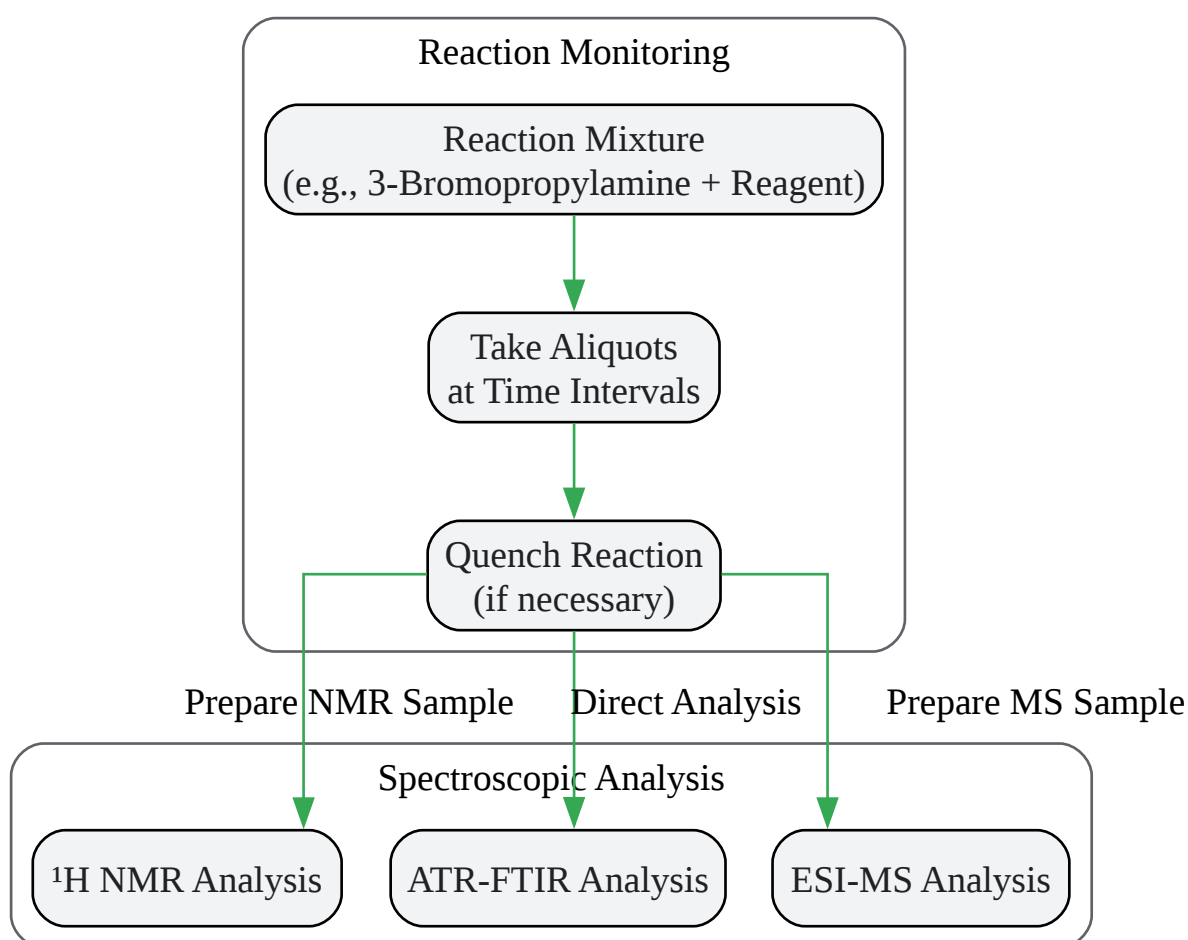 Reaction Monitoring
Reaction Mixture
(e.g., 3-Bromopropylamine + Reagent)
Take Aliquots
at Time Intervals
Quench Reaction
(if necessary)
Prepare NMR Sample
Direct Analysis
Prepare MS Sample
Spectroscopic Analysis
¹H NMR Analysis
ATR-FTIR Analysis
ESI-MS Analysis